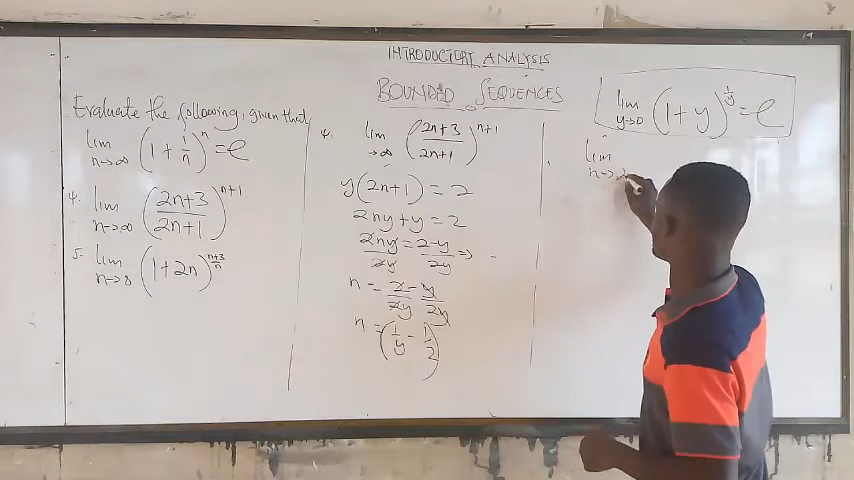 INTRODUCTORY ANALYSIS
BOUNDED SEQUENCES
Evaluate the following, given that
lim n→∞ (1 + 1/n)^n = e
4. lim n→∞ ((2n+3)/(2n+1))^(n+1)
5. lim n→8 (1+2n)^((n+3)/n)
4. lim →∞ ((2n+3)/(2n+1))^(n+1)
y(2n+1) = 2
2ny + y = 2
2ny/2y = (2-y)/2y ⇒
n = 2/2y - y/2y
n = (1/y - 1/2)
lim y→0 (1+y)^(1/y) = e
lim n→